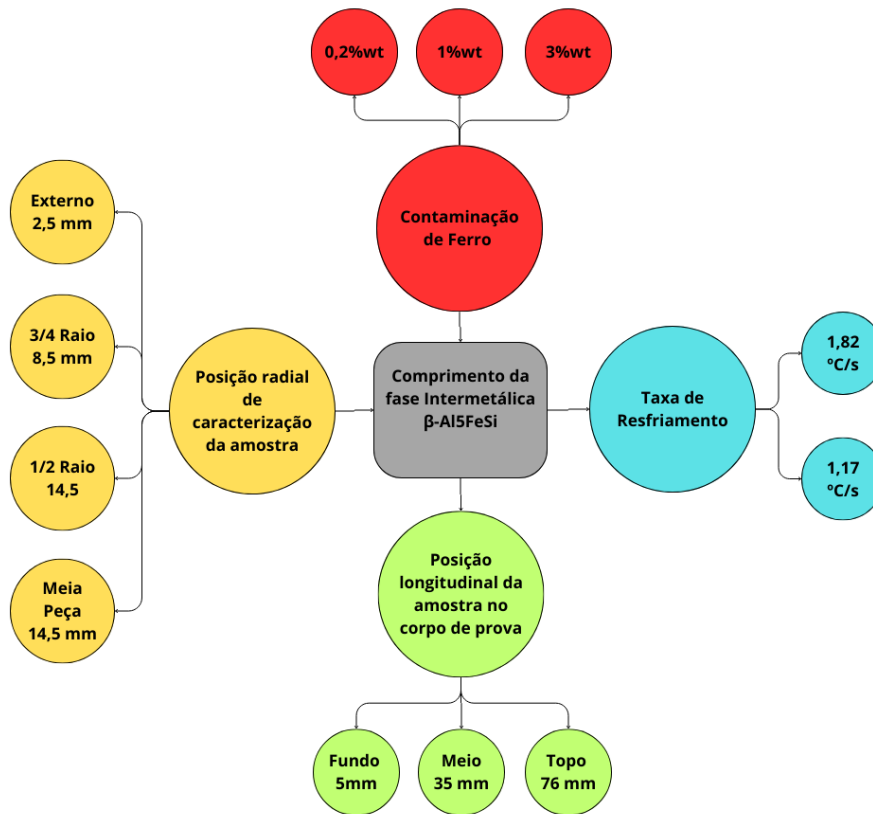 0,2%wt
1%wt
3%wt
Contaminação
de Ferro
Externo
2,5 mm
3/4 Raio
8,5 mm
1/2 Raio
14,5
Meia
Peça
14,5 mm
Posição radial
de
caracterização
da amostra
Comprimento da
fase Intermetálica
β-Al5FeSi
Taxa de
Resfriamento
1,82
°C/s
1,17
°C/s
Posição
longitudinal da
amostra no
corpo de prova
Fundo
5mm
Meio
35 mm
Topo
76 mm